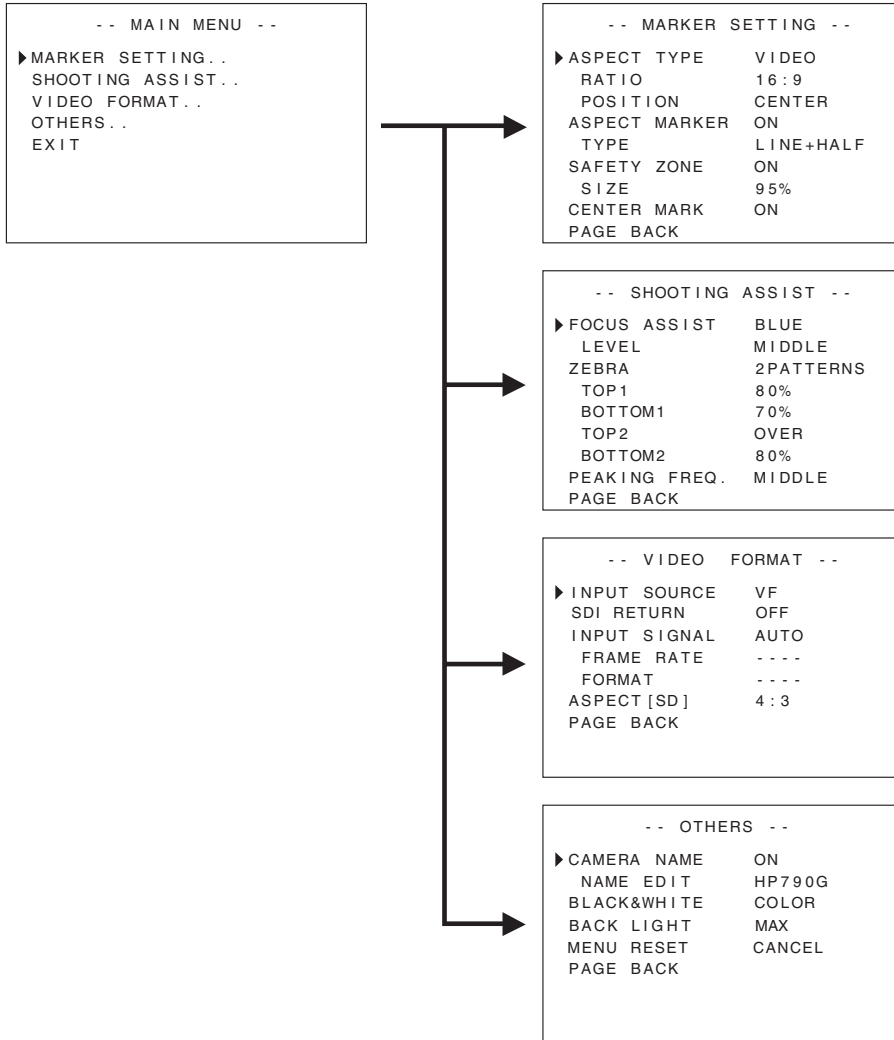 -- MAIN MENU --
MARKER SETTING..
SHOOTING ASSIST..
VIDEO FORMAT..
OTHERS..
EXIT
-- MARKER SETTING --
ASPECT TYPE VIDEO
RATIO 16:9
POSITION CENTER
ASPECT MARKER ON
TYPE LINE+HALF
SAFETY ZONE ON
SIZE 95%
CENTER MARK ON
PAGE BACK
-- SHOOTING ASSIST --
FOCUS ASSIST BLUE
LEVEL MIDDLE
ZEBRA 2PATTERNS
TOP1 80%
BOTTOM1 70%
TOP2 OVER
BOTTOM2 80%
PEAKING FREQ. MIDDLE
PAGE BACK
-- VIDEO FORMAT --
INPUT SOURCE VF
SDI RETURN OFF
INPUT SIGNAL AUTO
FRAME RATE ----
FORMAT ----
ASPECT[SD] 4:3
PAGE BACK
-- OTHERS --
CAMERA NAME ON
NAME EDIT HP790G
BLACK&WHITE COLOR
BACK LIGHT MAX
MENU RESET CANCEL
PAGE BACK